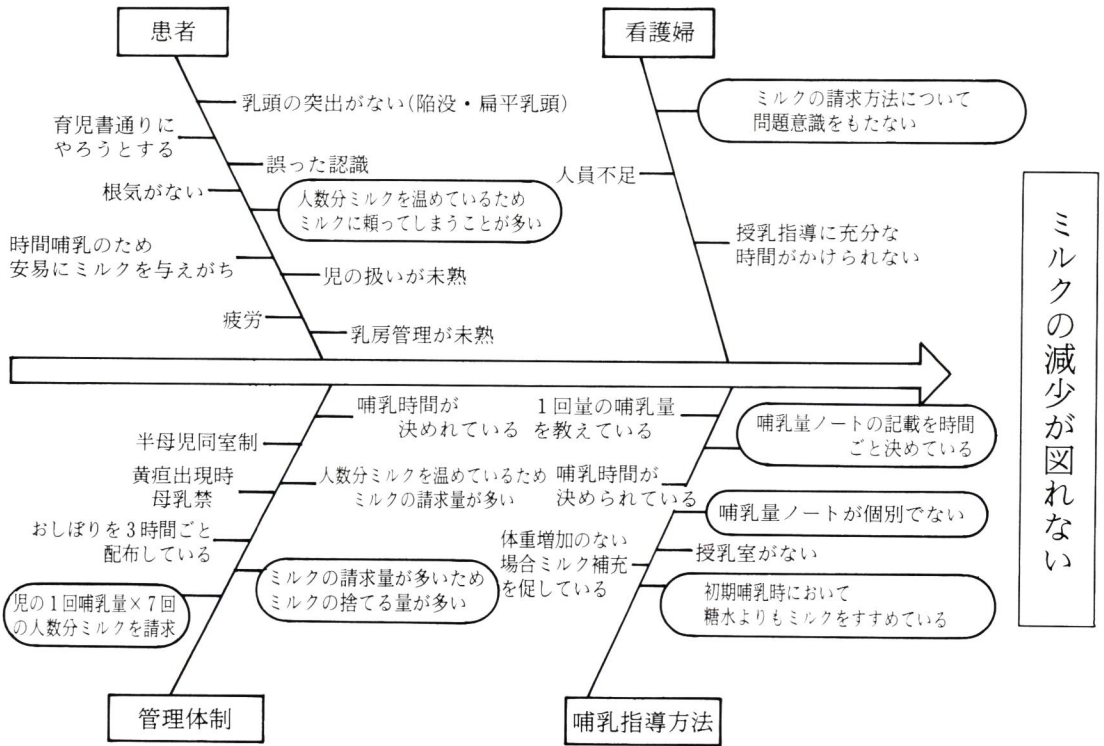 患者
乳頭の突出がない(陥没・扁平乳頭)
育児書通りに
やろうとする
誤った認識
根気がない
人数分ミルクを温めているため
ミルクに頼ってしまうことが多い
時間哺乳のため
安易にミルクを与えがち
児の扱いが未熟
疲労
乳房管理が未熟
看護婦
ミルクの請求方法について
問題意識をもたない
人員不足
授乳指導に充分な
時間がかけられない
ミルクの減少が図れない
哺乳時間が
決めれている
半母児同室制
黄疸出現時
母乳禁
人数分ミルクを温めているため
ミルクの請求量が多い
おしぼりを3時間ごと
配布している
ミルクの請求量が多いため
ミルクの捨てる量が多い
児の1回哺乳量×7回
の人数分ミルクを請求
管理体制
1回量の哺乳量
を教えている
哺乳量ノートの記載を時間
ごと決めている
哺乳時間が
決められている
哺乳量ノートが個別でない
体重増加のない
場合ミルク補充
を促している
授乳室がない
初期哺乳時において
糖水よりもミルクをすすめている
哺乳指導方法